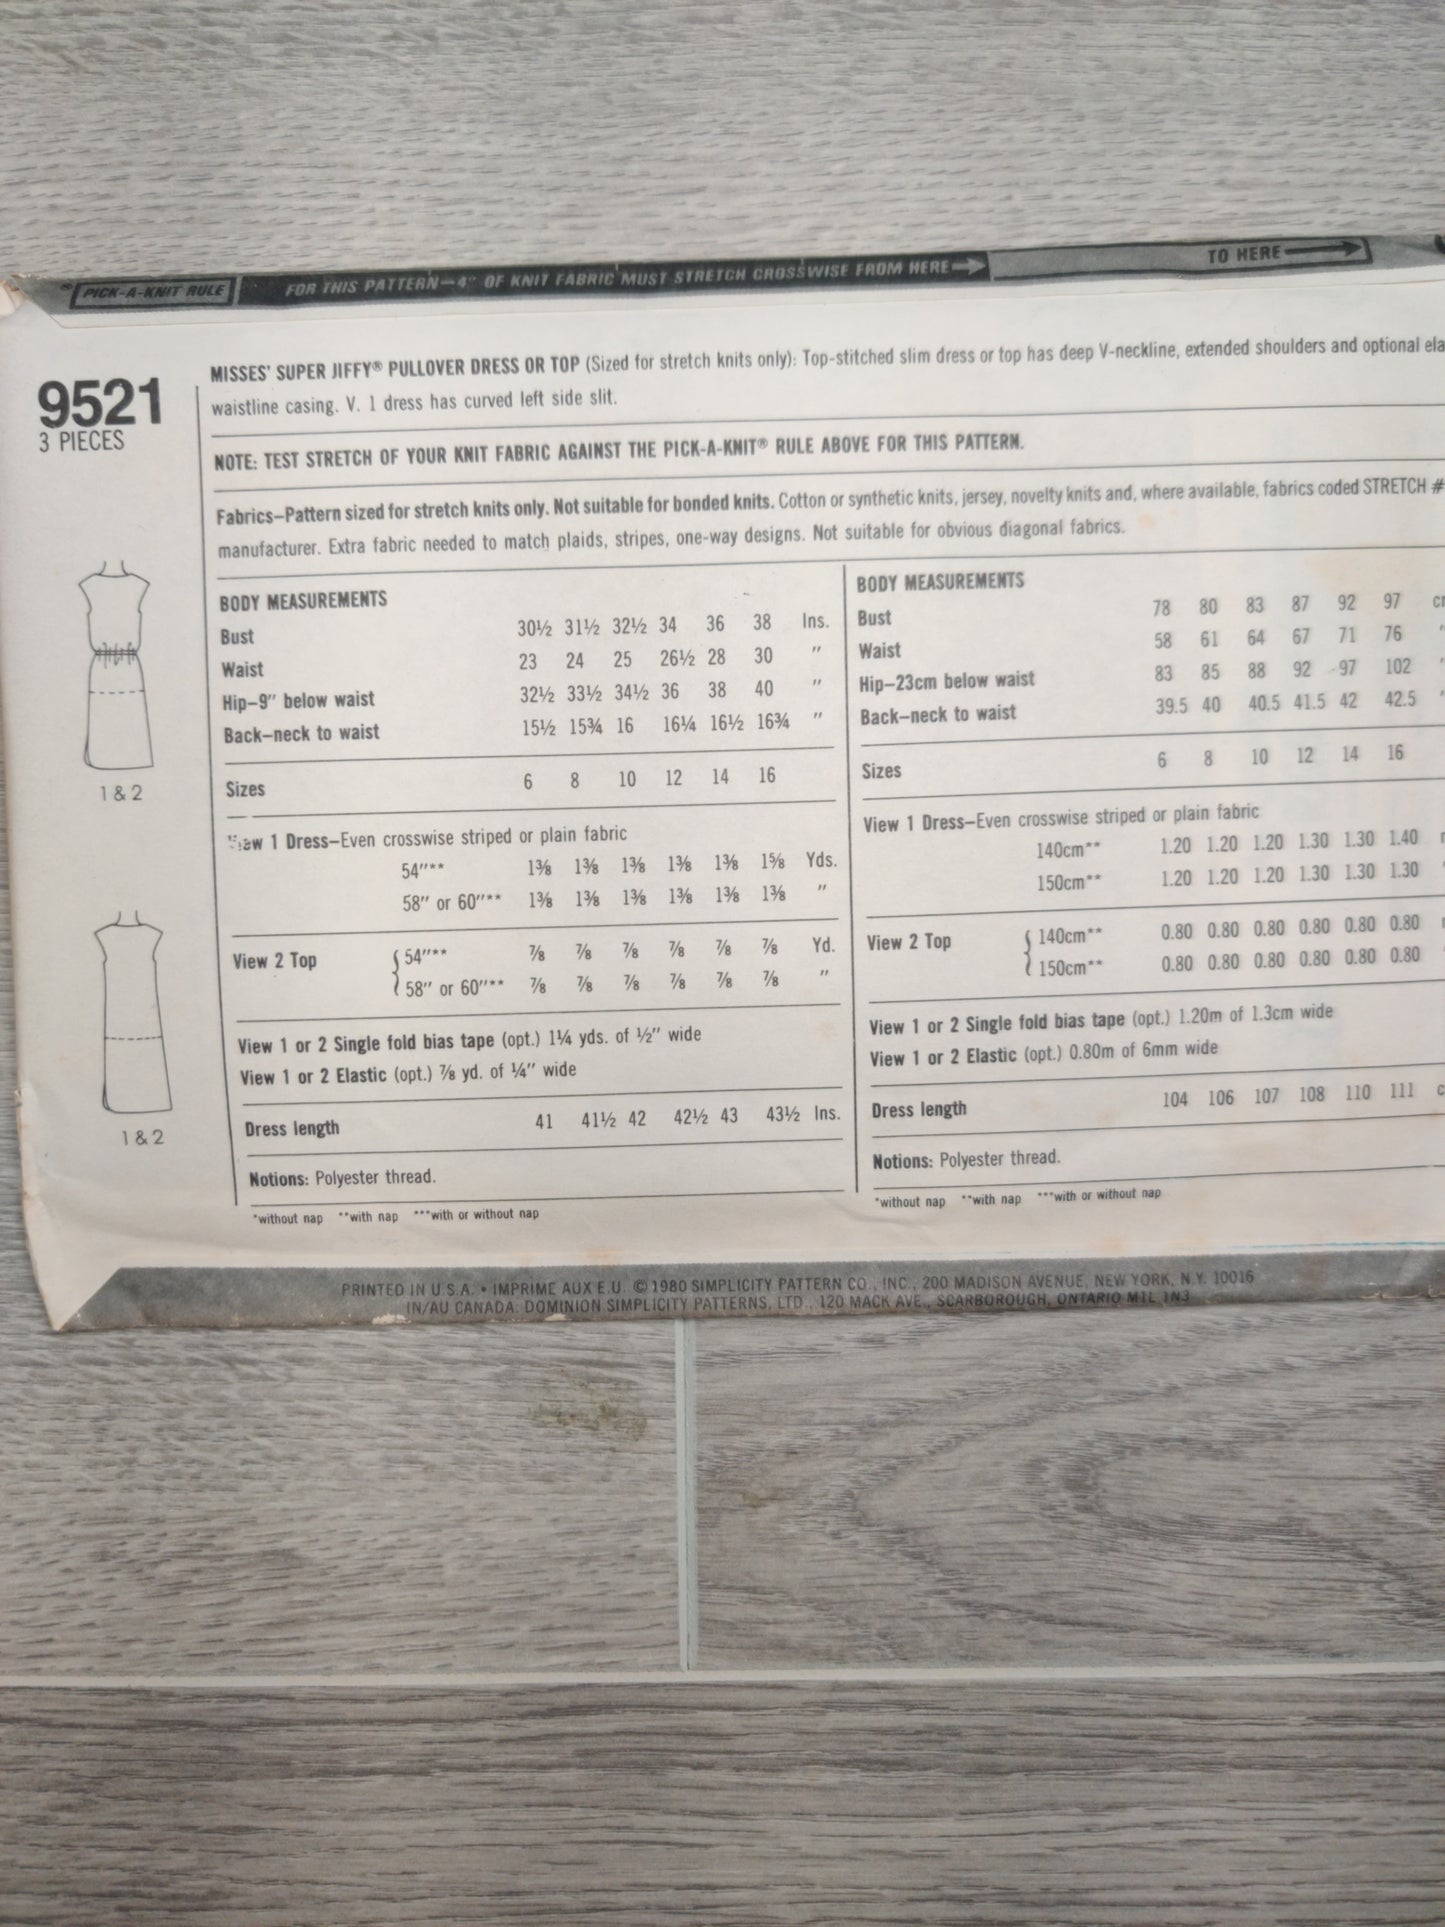 PICK-A-KNIT RULE
FOR THIS PATTERN—4" OF KNIT FABRIC MUST STRETCH CROSSWISE FROM HERE
TO HERE
9521
3 PIECES
MISSES' SUPER JIFFY® PULLOVER DRESS OR TOP (Sized for stretch knits only): Top-stitched slim dress or top has deep V-neckline, extended shoulders and optional ela
waistline casing. V. 1 dress has curved left side slit.
NOTE: TEST STRETCH OF YOUR KNIT FABRIC AGAINST THE PICK-A-KNIT® RULE ABOVE FOR THIS PATTERN.
Fabrics—Pattern sized for stretch knits only. Not suitable for bonded knits. Cotton or synthetic knits, jersey, novelty knits and, where available, fabrics coded STRETCH #
manufacturer. Extra fabric needed to match plaids, stripes, one-way designs. Not suitable for obvious diagonal fabrics.
BODY MEASUREMENTS
Bust 30½ 31½ 32½ 34 36 38 Ins.
Waist 23 24 25 26½ 28 30 "
Hip—9" below waist 32½ 33½ 34½ 36 38 40 "
Back—neck to waist 15½ 15¾ 16 16¼ 16½ 16¾ "
Sizes 6 8 10 12 14 16
View 1 Dress—Even crosswise striped or plain fabric
54"** 1⅜ 1⅜ 1⅜ 1⅜ 1⅜ 1⅝ Yds.
58" or 60"** 1⅜ 1⅜ 1⅜ 1⅜ 1⅜ 1⅜ "
View 2 Top 54"** ⅞ ⅞ ⅞ ⅞ ⅞ ⅞ Yd.
58" or 60"** ⅞ ⅞ ⅞ ⅞ ⅞ ⅞ "
View 1 or 2 Single fold bias tape (opt.) 1¼ yds. of ½" wide
View 1 or 2 Elastic (opt.) ⅞ yd. of ¼" wide
Dress length 41 41½ 42 42½ 43 43½ Ins.
Notions: Polyester thread.
*without nap **with nap ***with or without nap
BODY MEASUREMENTS
Bust 78 80 83 87 92 97
Waist 58 61 64 67 71 76 "
Hip—23cm below waist 83 85 88 92 97 102 "
Back—neck to waist 39.5 40 40.5 41.5 42 42.5 "
Sizes 6 8 10 12 14 16
View 1 Dress—Even crosswise striped or plain fabric
140cm** 1.20 1.20 1.20 1.30 1.30 1.40
150cm** 1.20 1.20 1.20 1.30 1.30 1.30
View 2 Top 140cm** 0.80 0.80 0.80 0.80 0.80 0.80
150cm** 0.80 0.80 0.80 0.80 0.80 0.80
View 1 or 2 Single fold bias tape (opt.) 1.20m of 1.3cm wide
View 1 or 2 Elastic (opt.) 0.80m of 6mm wide
Dress length 104 106 107 108 110 111
Notions: Polyester thread.
*without nap **with nap ***with or without nap
1 & 2
1 & 2
PRINTED IN U.S.A. • IMPRIME AUX E.U. © 1980 SIMPLICITY PATTERN CO., INC., 200 MADISON AVENUE, NEW YORK, N.Y. 10016
IN/AU CANADA: DOMINION SIMPLICITY PATTERNS, LTD., 120 MACK AVE., SCARBOROUGH, ONTARIO M1L 1N3